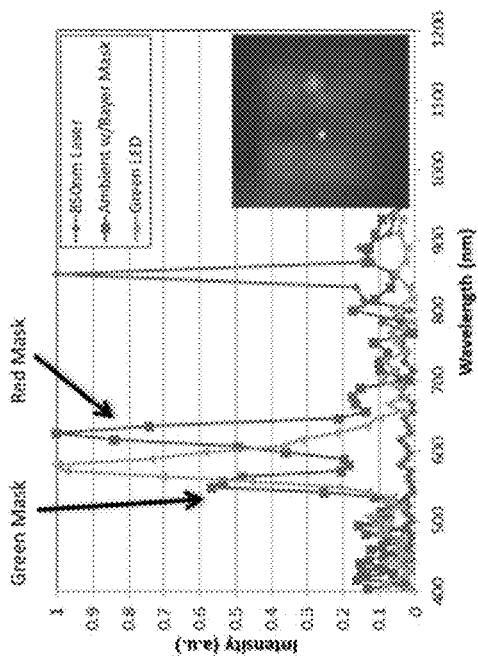 Green Mask
Red Mask
850nm Laser
Ambient w/Bayer Mask
Green LED
Intensity (a.u.)
1
0.9
0.8
0.7
0.6
0.5
0.4
0.3
0.2
0.1
0
400
500
600
700
800
900
1000
1100
1200
Wavelength (nm)